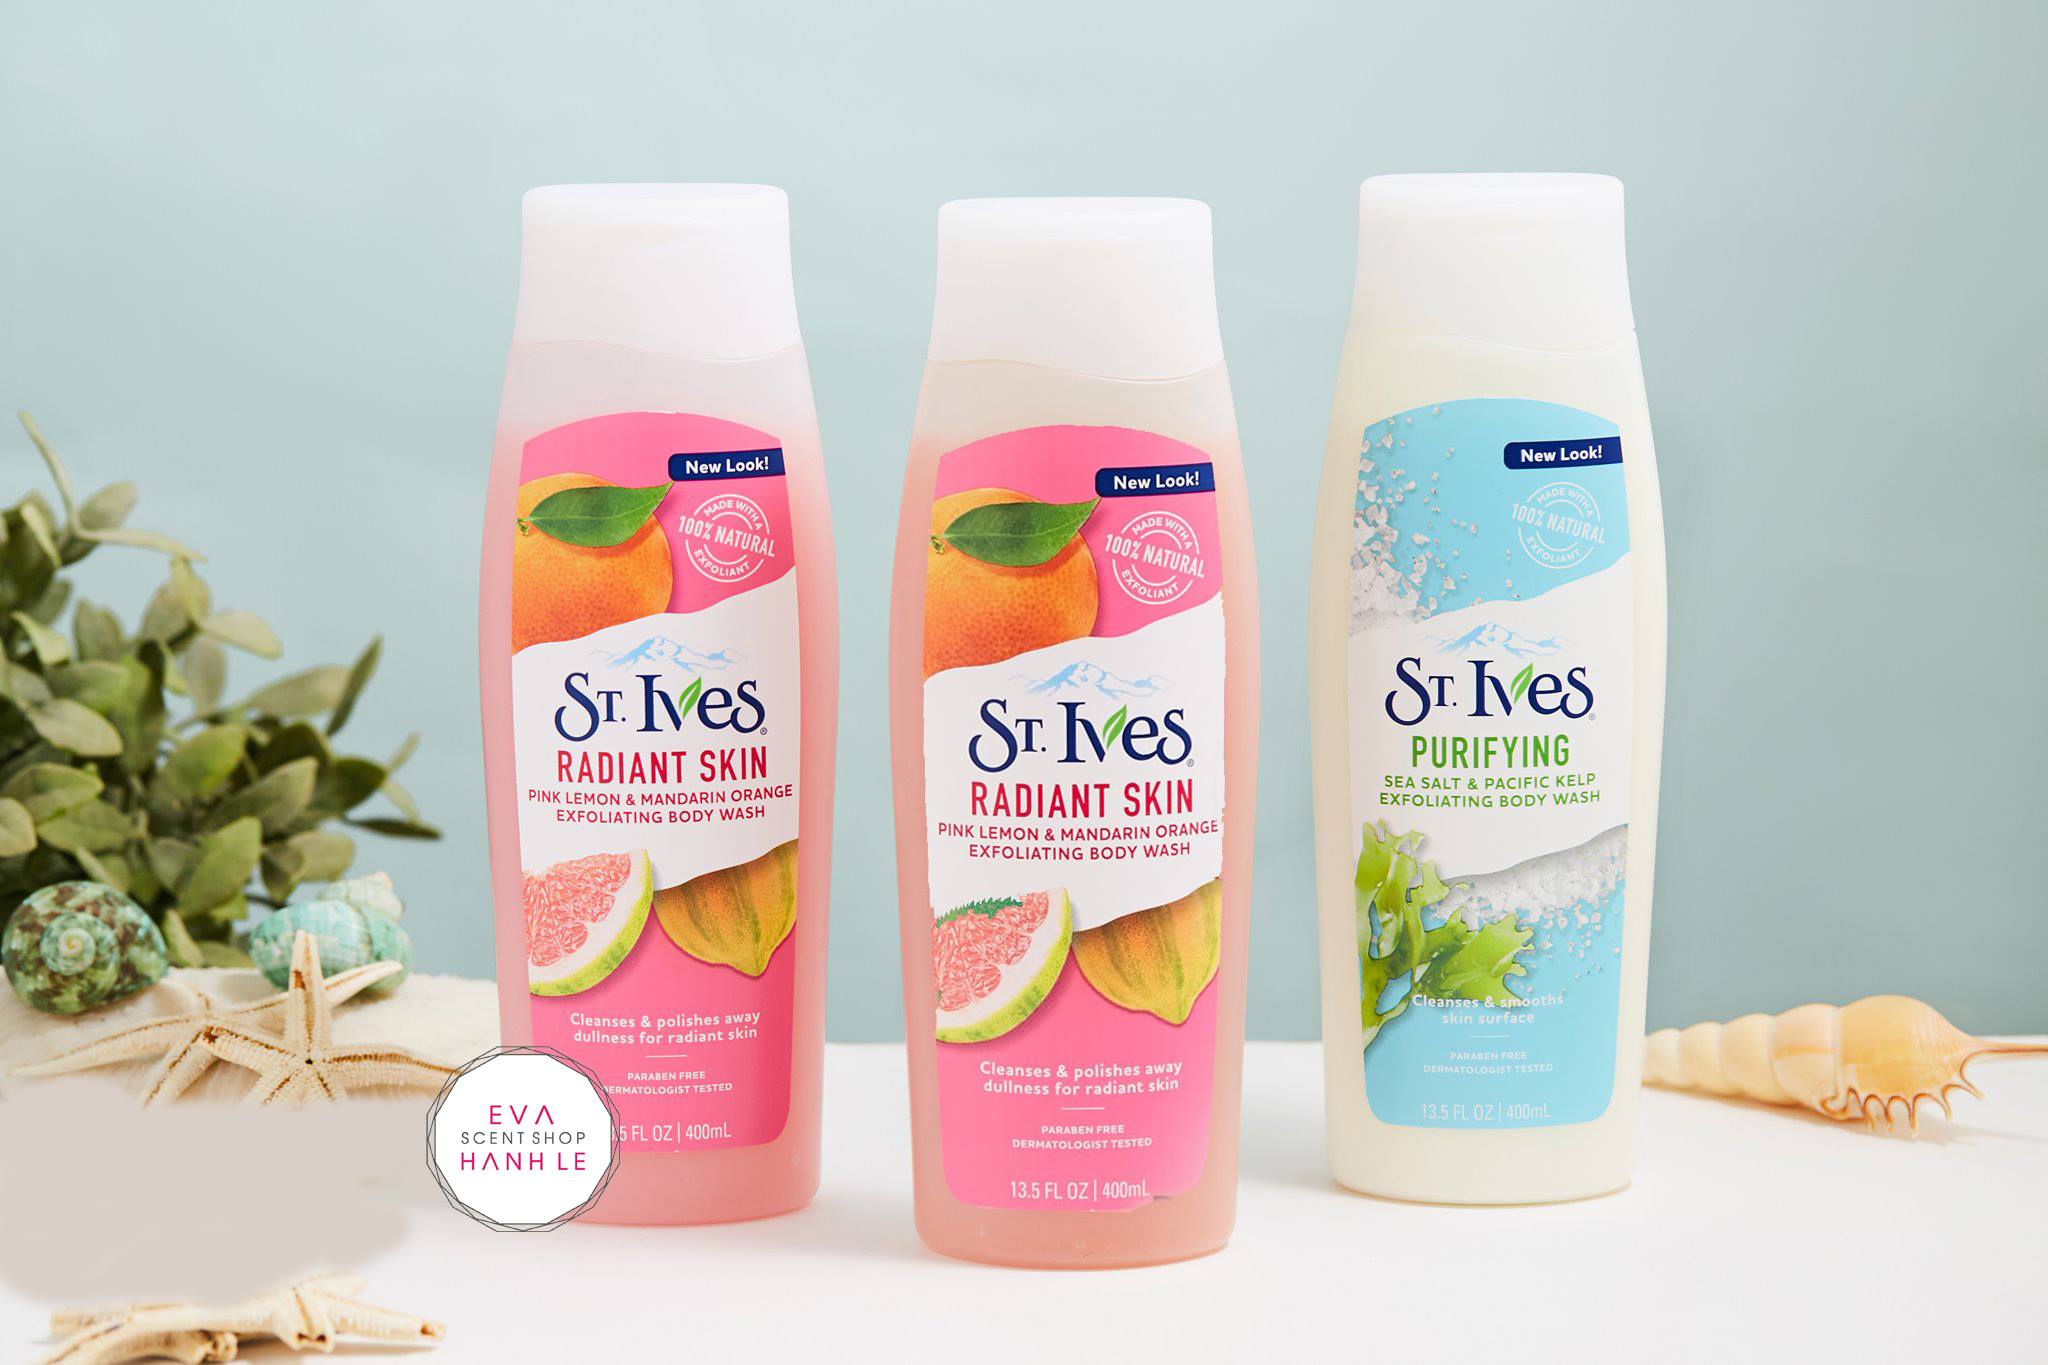 New Look!
MADE WITH A
100% NATURAL
EXFOLIANT
ST. IVES®
RADIANT SKIN
PINK LEMON & MANDARIN ORANGE
EXFOLIATING BODY WASH
Cleanses & polishes away
dullness for radiant skin
PARABEN FREE
DERMATOLOGIST TESTED
3.5 FL OZ | 400mL
New Look!
MADE WITH A
100% NATURAL
EXFOLIANT
ST. IVES®
RADIANT SKIN
PINK LEMON & MANDARIN ORANGE
EXFOLIATING BODY WASH
Cleanses & polishes away
dullness for radiant skin
PARABEN FREE
DERMATOLOGIST TESTED
13.5 FL OZ | 400mL
New Look!
MADE WITH A
100% NATURAL
EXFOLIANT
ST. IVES®
PURIFYING
SEA SALT & PACIFIC KELP
EXFOLIATING BODY WASH
Cleanses & smooths
skin surface
PARABEN FREE
DERMATOLOGIST TESTED
13.5 FL OZ | 400mL
EVA
SCENT SHOP
HANH LE